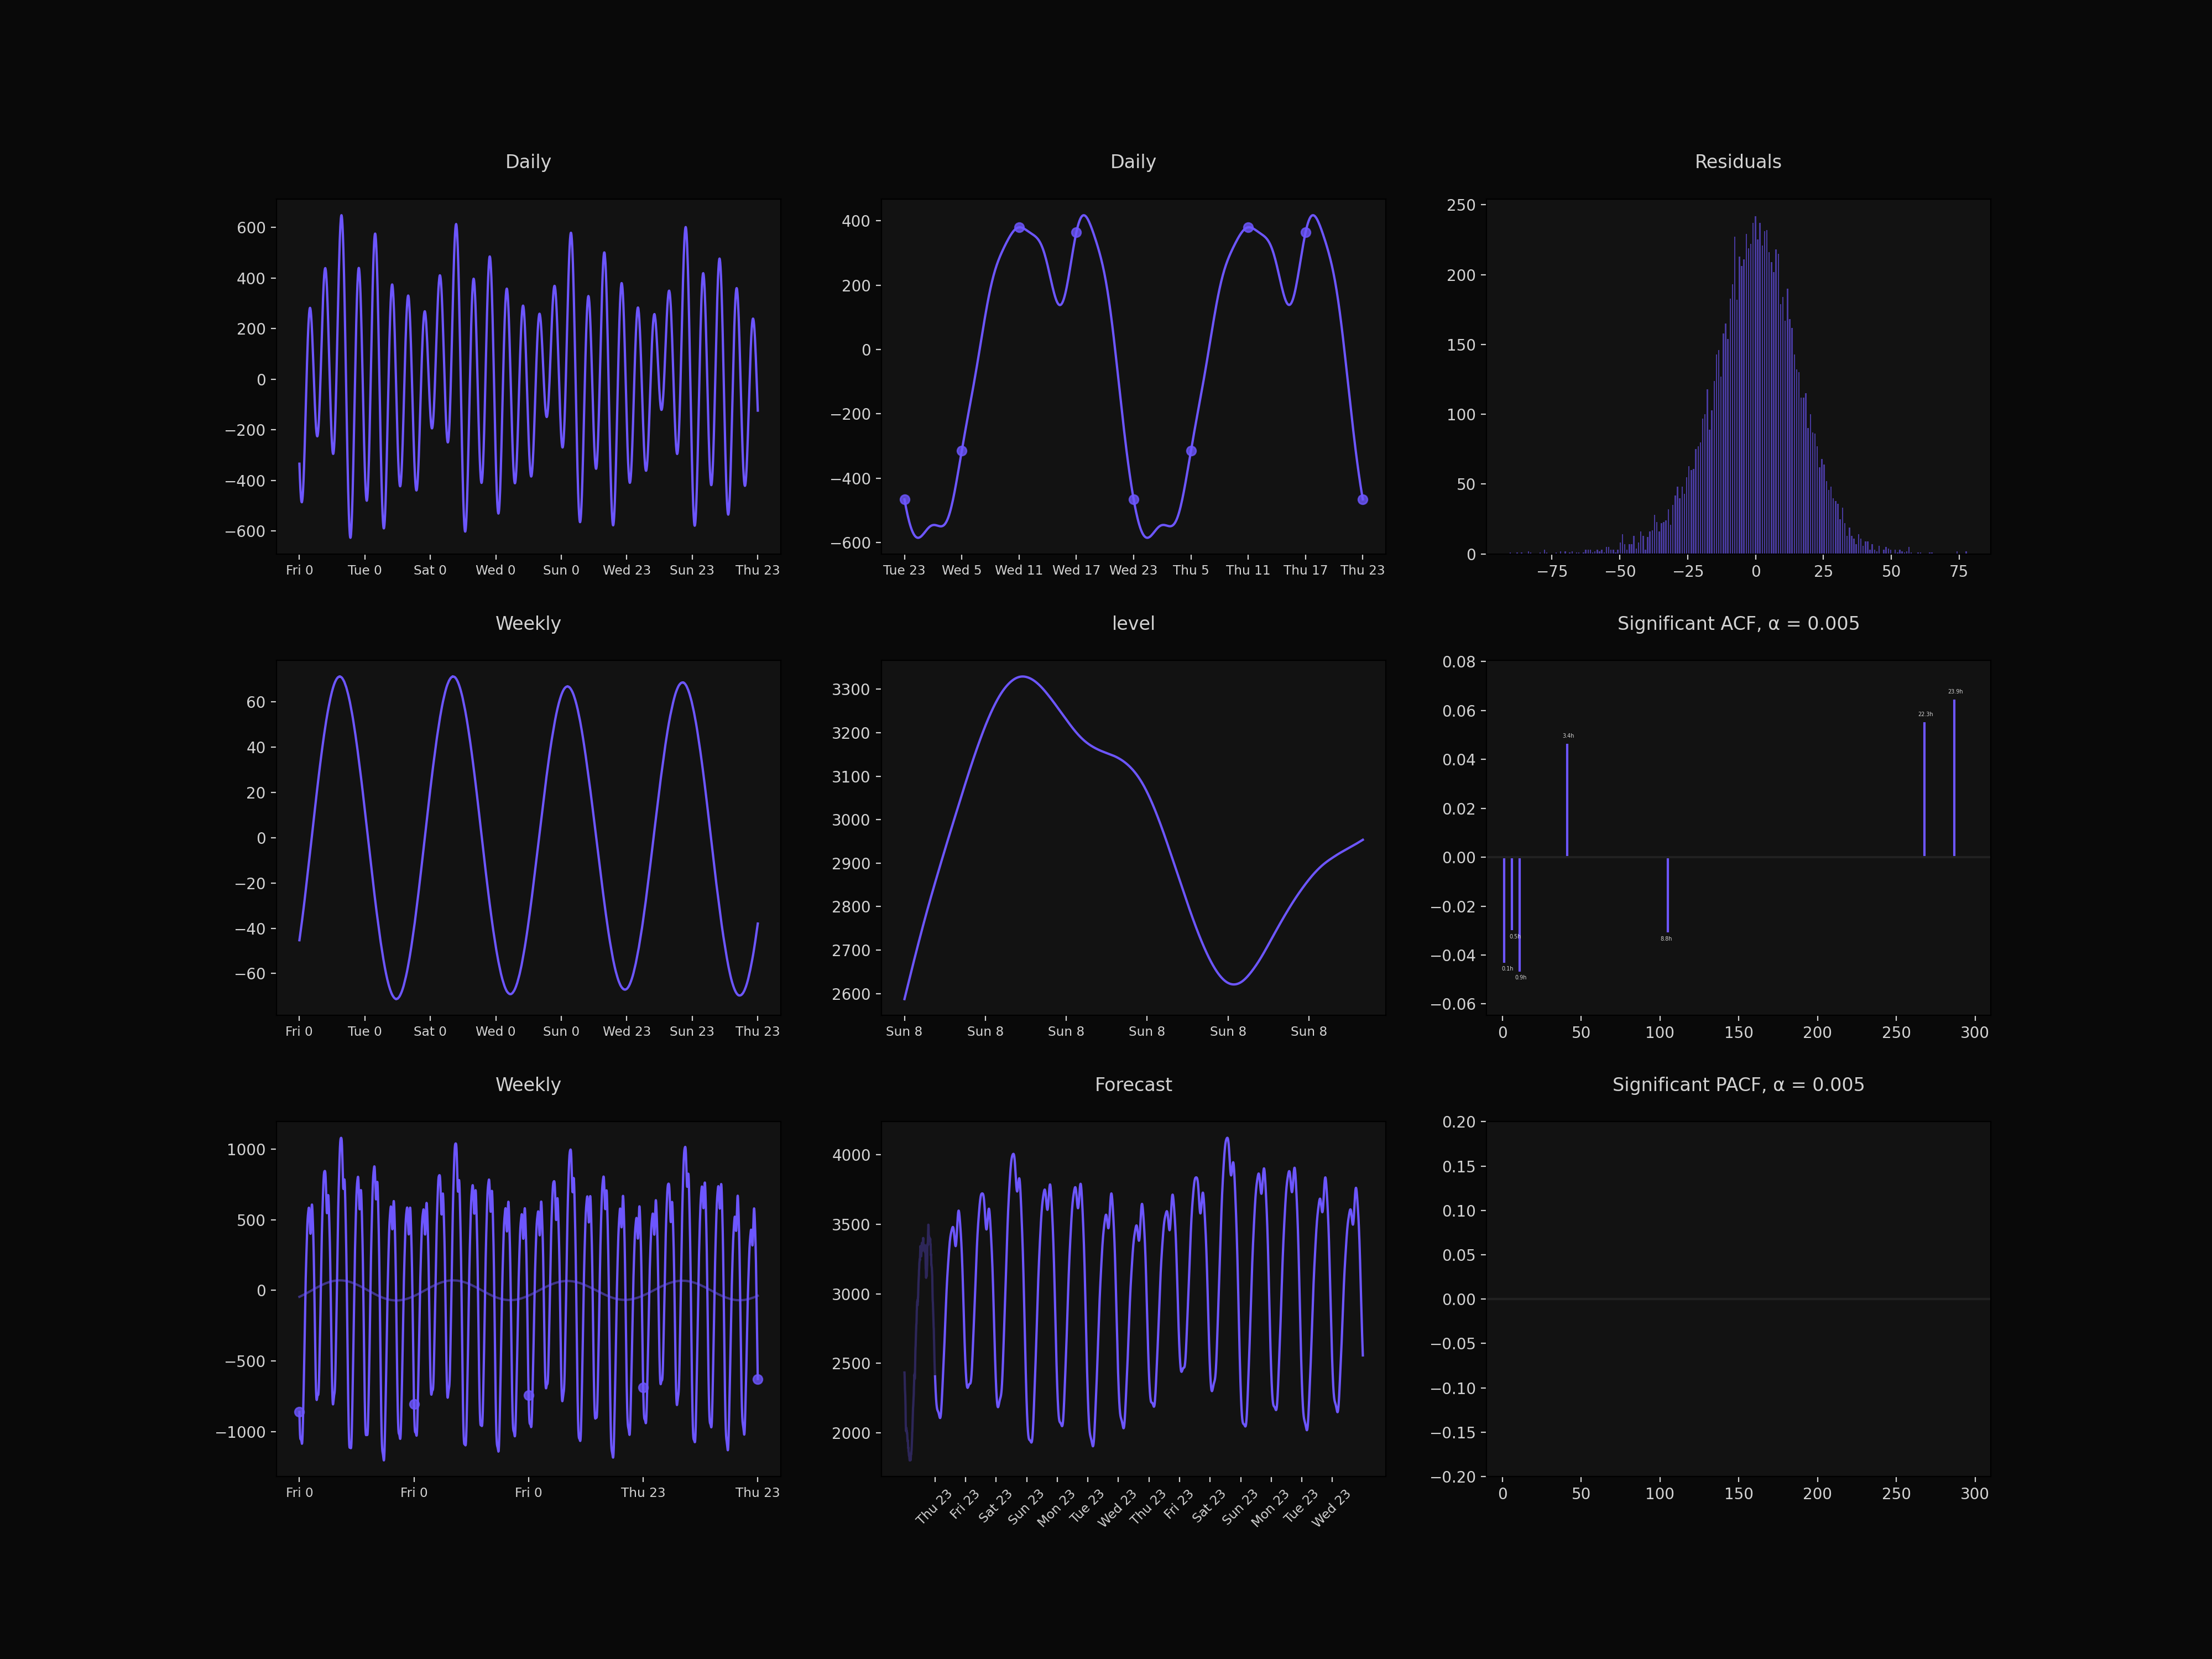 Daily
600
400
200
0
−200
−400
−600
Fri 0 Tue 0 Sat 0 Wed 0 Sun 0 Wed 23 Sun 23 Thu 23
Daily
400
200
0
−200
−400
−600
Tue 23 Wed 5 Wed 11 Wed 17 Wed 23 Thu 5 Thu 11 Thu 17 Thu 23
Residuals
250
200
150
100
50
0
−75 −50 −25 0 25 50 75
Weekly
60
40
20
0
−20
−40
−60
Fri 0 Tue 0 Sat 0 Wed 0 Sun 0 Wed 23 Sun 23 Thu 23
level
3300
3200
3100
3000
2900
2800
2700
2600
Sun 8 Sun 8 Sun 8 Sun 8 Sun 8 Sun 8
Significant ACF, α = 0.005
0.08
0.06
0.04
0.02
0.00
−0.02
−0.04
−0.06
23.9h
22.3h
3.4h
0.5h
8.8h
0.1h
0.9h
0 50 100 150 200 250 300
Weekly
1000
500
0
−500
−1000
Fri 0 Fri 0 Fri 0 Thu 23 Thu 23
Forecast
4000
3500
3000
2500
2000
Thu 23 Fri 23 Sat 23 Sun 23 Mon 23 Tue 23 Wed 23 Thu 23 Fri 23 Sat 23 Sun 23 Mon 23 Tue 23 Wed 23
Significant PACF, α = 0.005
0.20
0.15
0.10
0.05
0.00
−0.05
−0.10
−0.15
−0.20
0 50 100 150 200 250 300